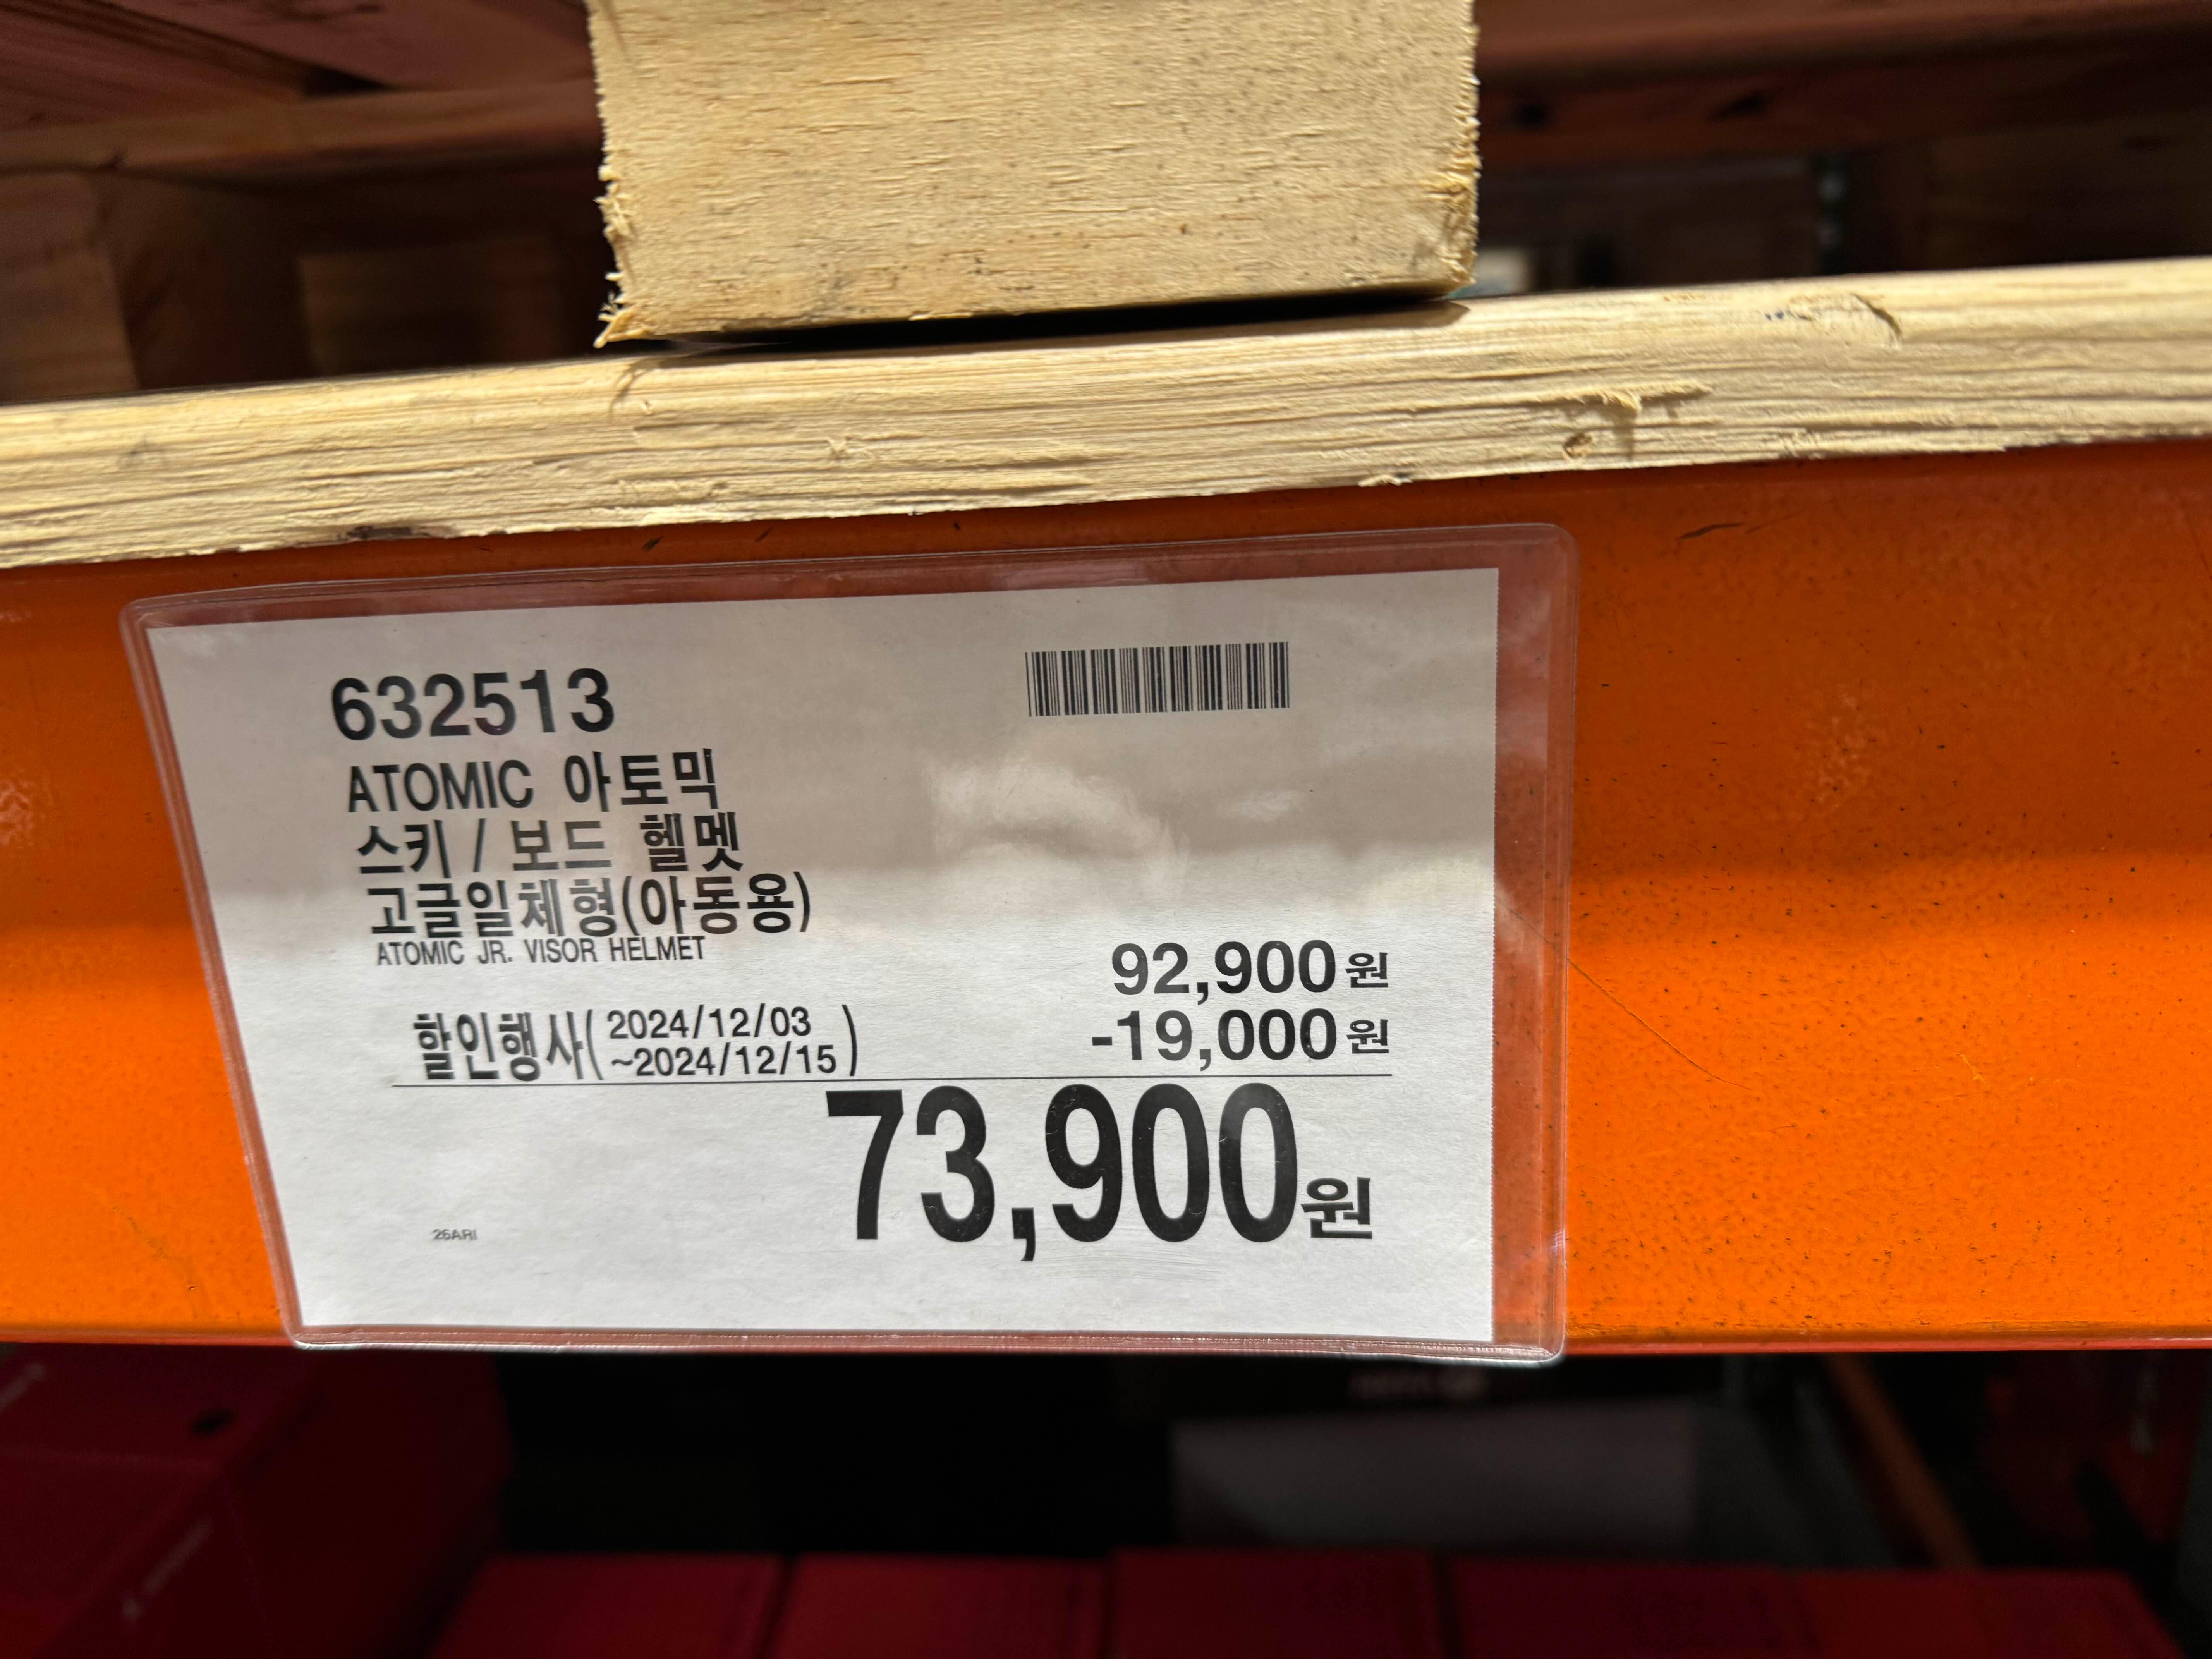 632513
ATOMIC 아토믹
스키 / 보드 헬멧
고글일체형(아동용)
ATOMIC JR. VISOR HELMET
92,900원
할인행사( 2024/12/03
~2024/12/15 )
-19,000원
73,900원
26ARI